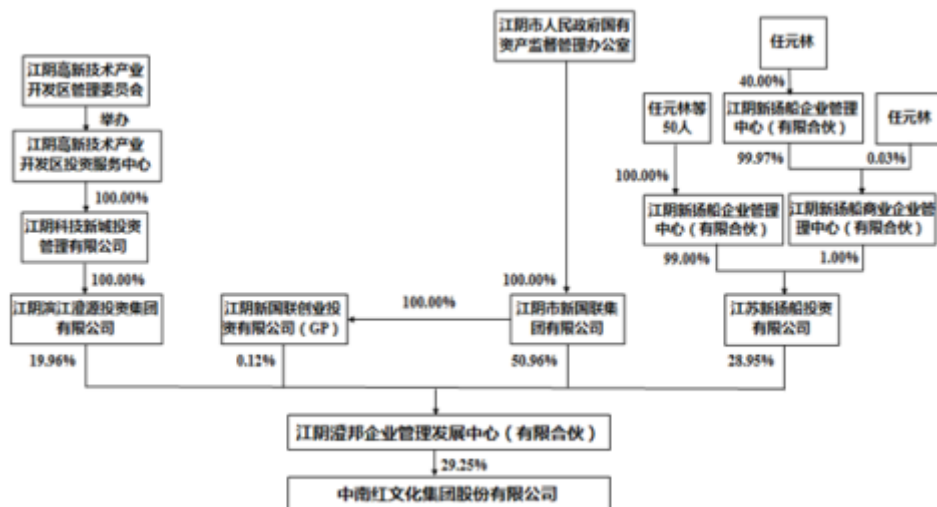 江阴市人民政府国有
资产监督管理办公室
任元林
江阴高新技术产业
开发区管理委员会
40.00%
任元林等
50人
江阴新扬船企业管理
中心（有限合伙）
任元林
举办
江阴高新技术产业
开发区投资服务中心
99.97%
0.03%
100.00%
100.00%
江阴科技新城投资
管理有限公司
江阴新扬船企业管理
中心（有限合伙）
江阴新扬船商业企业管
理中心（有限合伙）
100.00%
100.00%
99.00%
1.00%
江阴滨江澄源投资集团
有限公司
江阴新国联创业投
资有限公司（GP）
100.00%
江阴市新国联集
团有限公司
江苏新扬船投资
有限公司
19.96%
0.12%
50.96%
28.95%
江阴澄邦企业管理发展中心（有限合伙）
29.25%
中南红文化集团股份有限公司